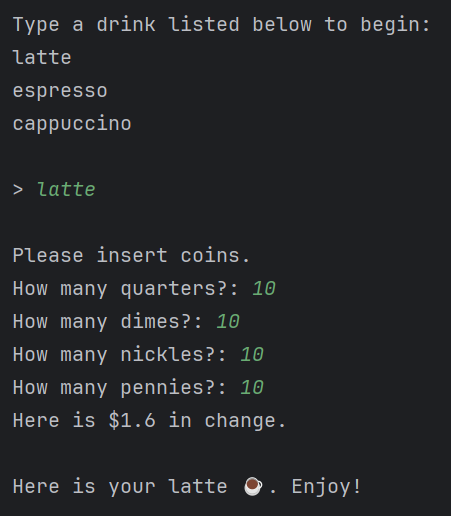 Type a drink listed below to begin:
latte
espresso
cappuccino
> latte
Please insert coins.
How many quarters?: 10
How many dimes?: 10
How many nickles?: 10
How many pennies?: 10
Here is $1.6 in change.
Here is your latte ☕. Enjoy!